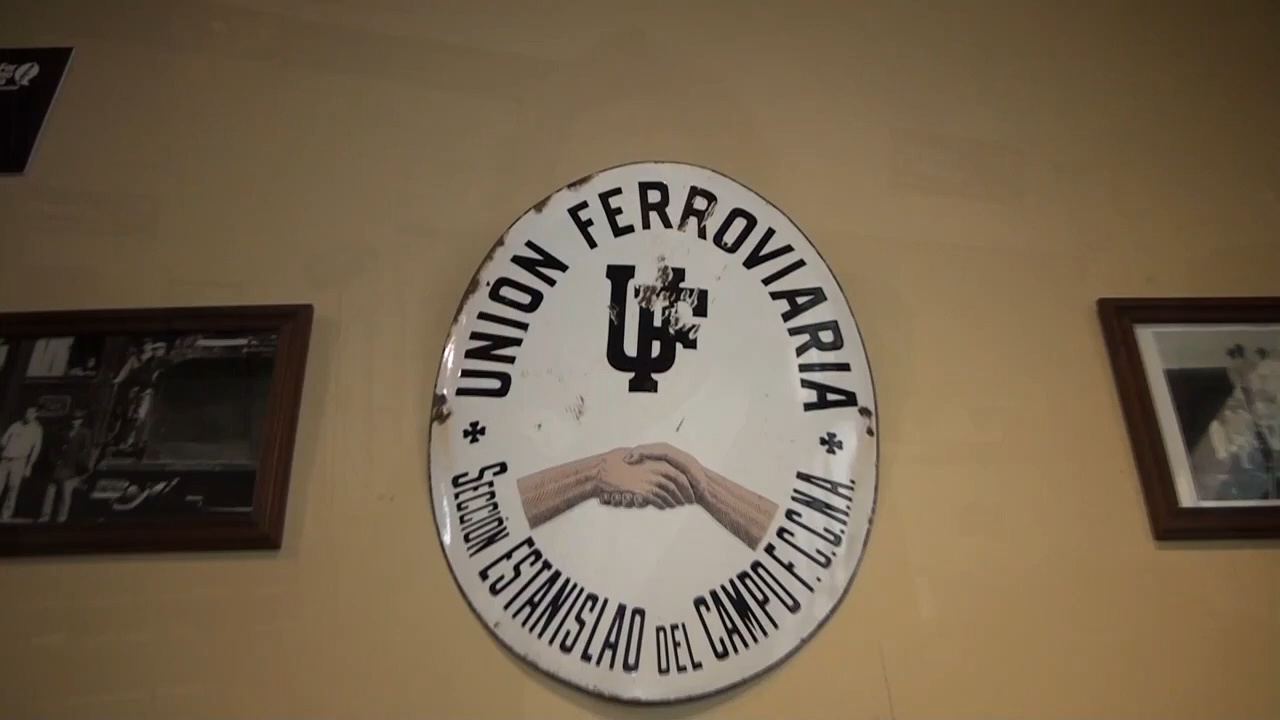 UNIÓN FERROVIARIA
UF
SECCIÓN ESTANISLAO DEL CAMPO F.C.C.N.A.